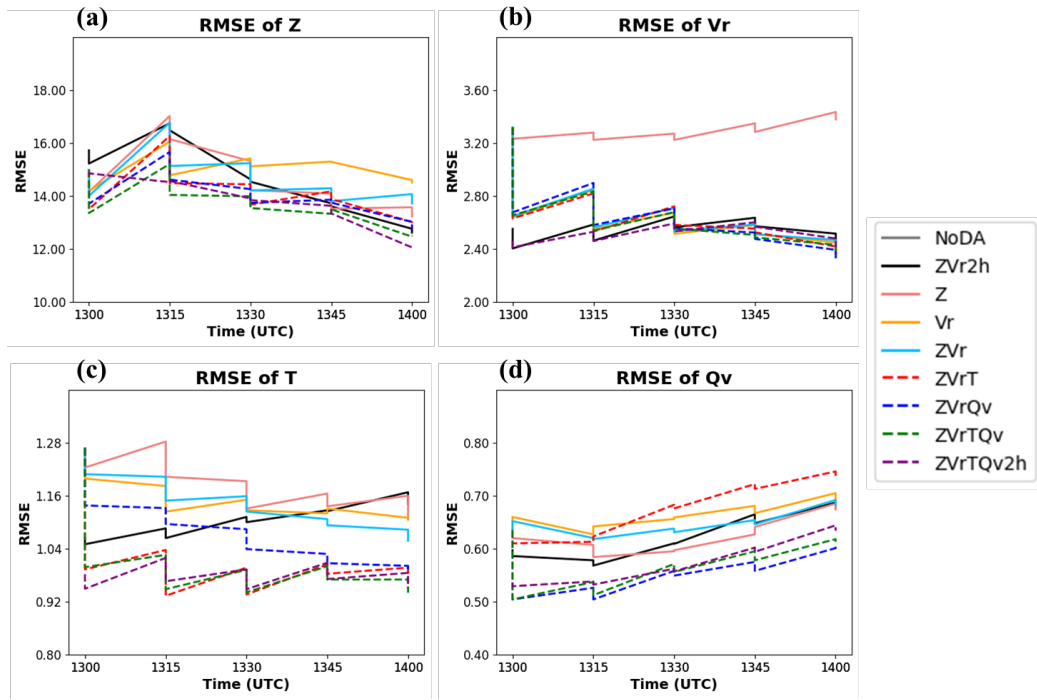 (a)
RMSE of Z
RMSE
18.00
16.00
14.00
12.00
10.00
1300
1315
1330
1345
1400
Time (UTC)
(b)
RMSE of Vr
RMSE
3.60
3.20
2.80
2.40
2.00
1300
1315
1330
1345
1400
Time (UTC)
(c)
RMSE of T
RMSE
1.28
1.16
1.04
0.92
0.80
1300
1315
1330
1345
1400
Time (UTC)
(d)
RMSE of Qv
RMSE
0.80
0.70
0.60
0.50
0.40
1300
1315
1330
1345
1400
Time (UTC)
NoDA
ZVr2h
Z
Vr
ZVr
ZVrT
ZVrQv
ZVrTQv
ZVrTQv2h